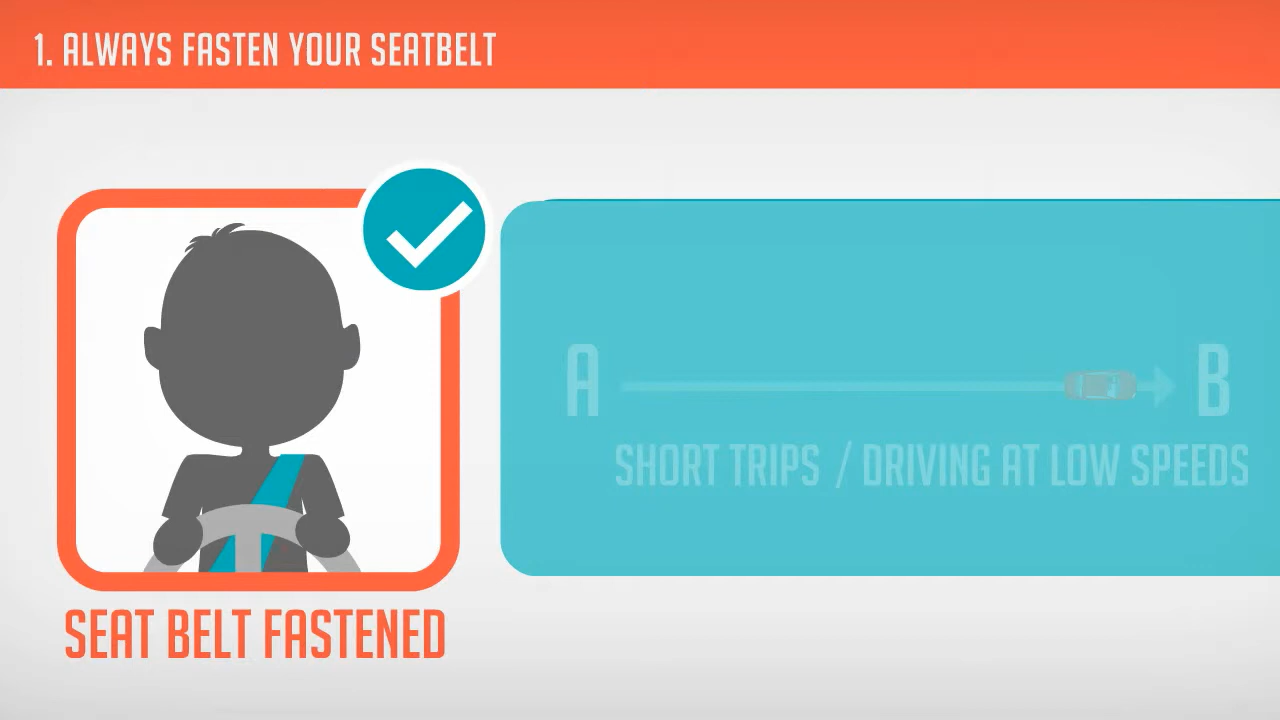 1. ALWAYS FASTEN YOUR SEATBELT
A
B
SHORT TRIPS / DRIVING AT LOW SPEEDS
SEAT BELT FASTENED